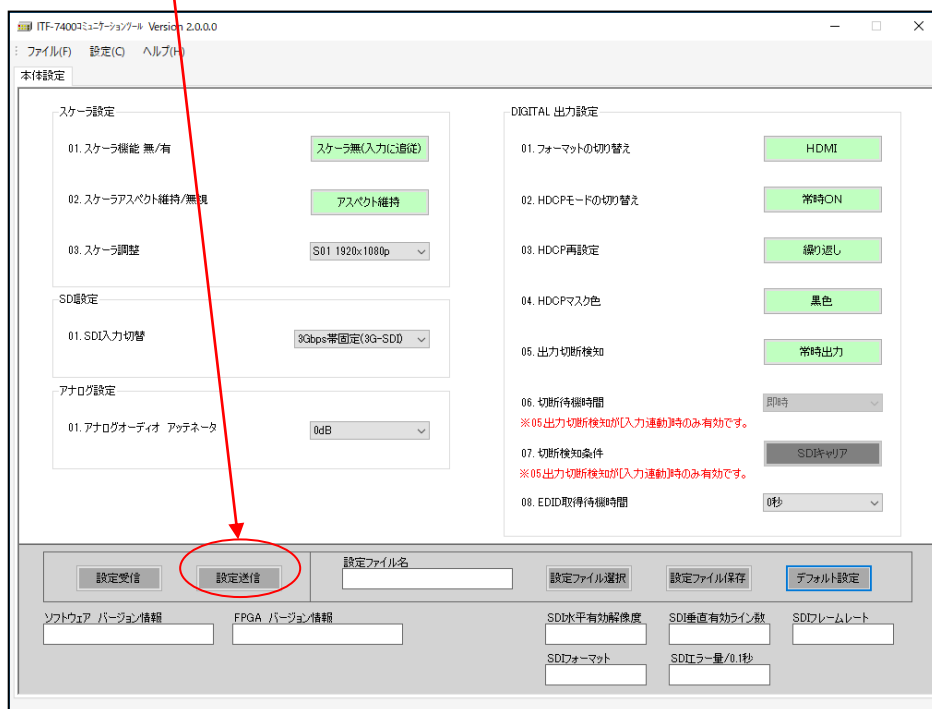 ITF-7400ｺﾐｭﾆｹｰｼｮﾝﾂｰﾙ Version 2.0.0.0
ファイル(F) 設定(C) ヘルプ(H)
本体設定
スケーラ設定
01. スケーラ機能 無/有
スケーラ無(入力に追従)
02. スケーラアスペクト維持/無視
アスペクト維持
03. スケーラ調整
S01 1920x1080p
SDI設定
01. SDI入力切替
3Gbps帯固定(3G-SDI)
アナログ設定
01. アナログオーディオ アッテネータ
0dB
DIGITAL 出力設定
01. フォーマットの切り替え
HDMI
02. HDCPモードの切り替え
常時ON
03. HDCP再設定
繰り返し
04. HDCPマスク色
黒色
05. 出力切断検知
常時出力
06. 切断待機時間
即時
※05.出力切断検知が[入力連動]時のみ有効です。
07. 切断検知条件
SDIキャリア
※05.出力切断検知が[入力連動]時のみ有効です。
08. EDID取得待機時間
0秒
設定受信
設定送信
設定ファイル名
設定ファイル選択
設定ファイル保存
デフォルト設定
ソフトウェア バージョン情報
FPGA バージョン情報
SDI水平有効解像度
SDI垂直有効ライン数
SDIフレームレート
SDIフォーマット
SDIエラー量/0.1秒